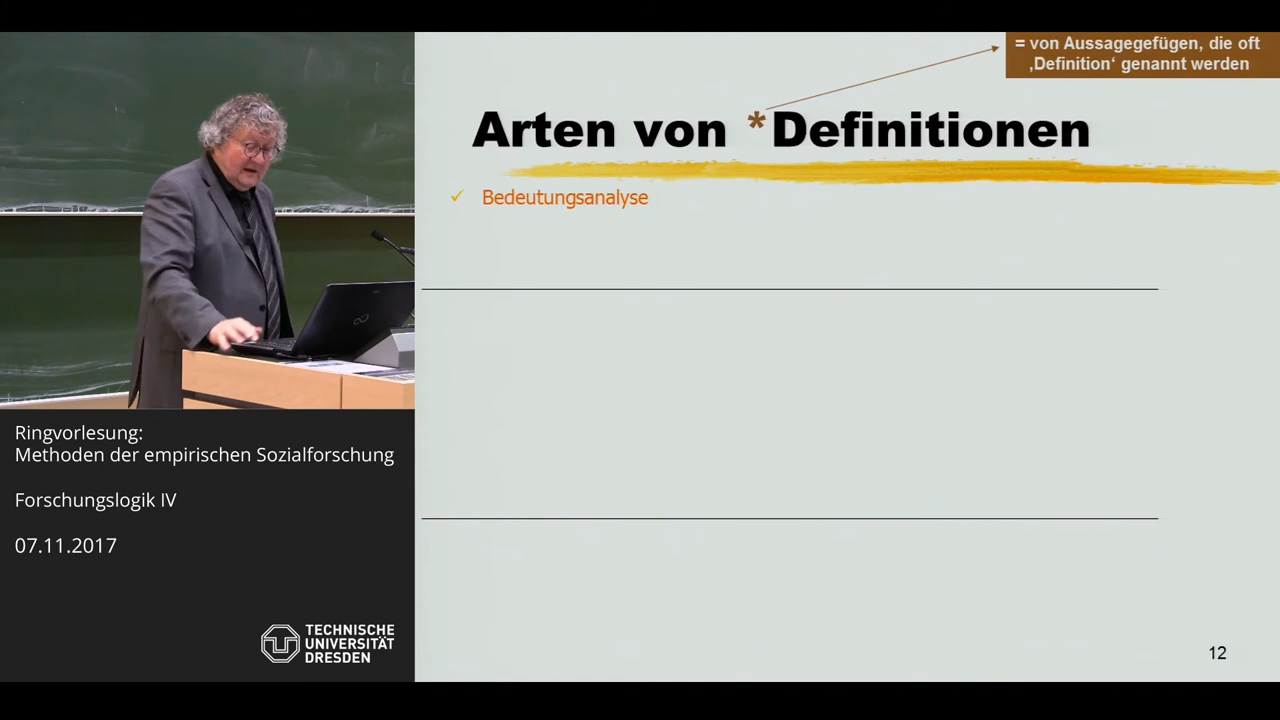 = von Aussagegefügen, die oft
‚Definition‘ genannt werden
Arten von *Definitionen
✓ Bedeutungsanalyse
Ringvorlesung:
Methoden der empirischen Sozialforschung
Forschungslogik IV
07.11.2017
TECHNISCHE
UNIVERSITÄT
DRESDEN
12